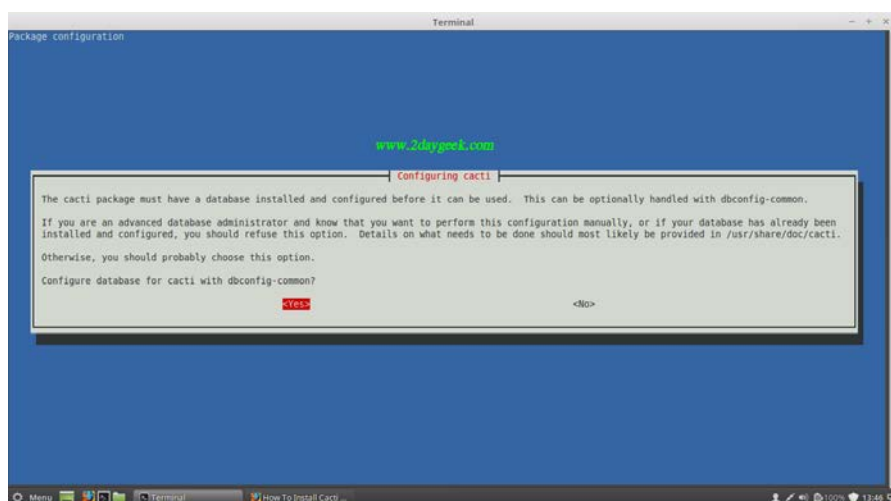 Terminal
Package configuration
www.2daygeek.com
Configuring cacti
The cacti package must have a database installed and configured before it can be used. This can be optionally handled with dbconfig-common.
If you are an advanced database administrator and know that you want to perform this configuration manually, or if your database has already been
installed and configured, you should refuse this option. Details on what needs to be done should most likely be provided in /usr/share/doc/cacti.
Otherwise, you should probably choose this option.
Configure database for cacti with dbconfig-common?
<Yes> <No>
Menu Terminal How To Install Cacti ... 100% 13:46